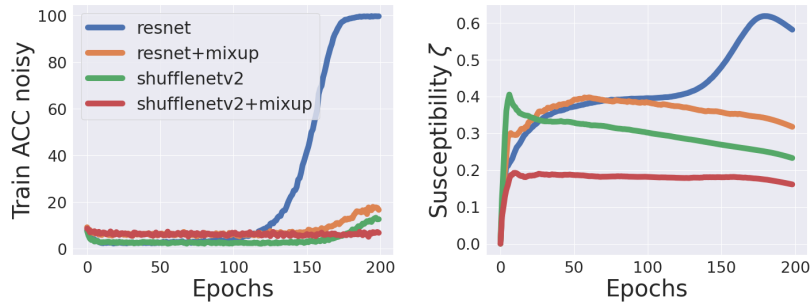 Train ACC noisy
100
80
60
40
20
0
resnet
resnet+mixup
shufflenetv2
shufflenetv2+mixup
0 50 100 150 200
Epochs
Susceptibility ζ
0.6
0.5
0.4
0.3
0.2
0.1
0.0
0 50 100 150 200
Epochs